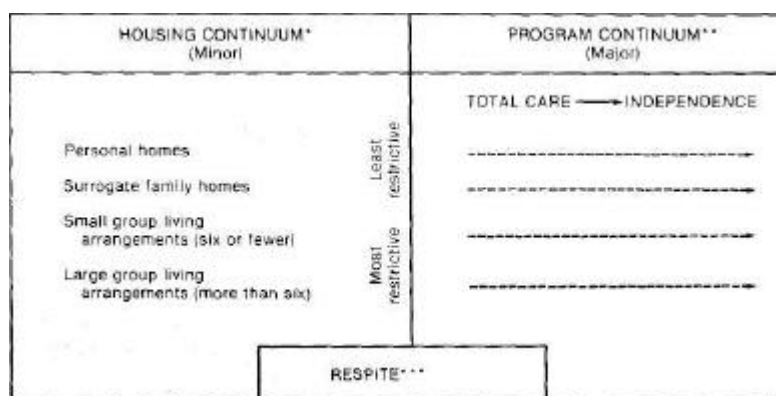 HOUSING CONTINUUM*
(Minor)
PROGRAM CONTINUUM**
(Major)
TOTAL CARE → INDEPENDENCE
Personal homes
Surrogate family homes
Small group living
arrangements (six or fewer)
Large group living
arrangements (more than six)
Least
restrictive
Most
restrictive
RESPITE***